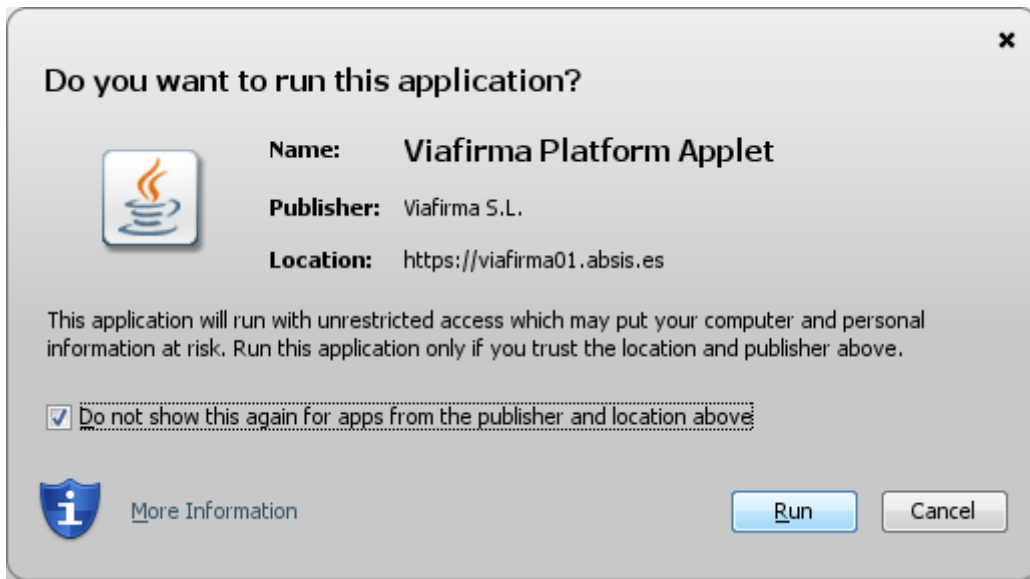 Do you want to run this application?
Name: Viafirma Platform Applet
Publisher: Viafirma S.L.
Location: https://viafirma01.absis.es
This application will run with unrestricted access which may put your computer and personal
information at risk. Run this application only if you trust the location and publisher above.
Do not show this again for apps from the publisher and location above
More Information
Run
Cancel